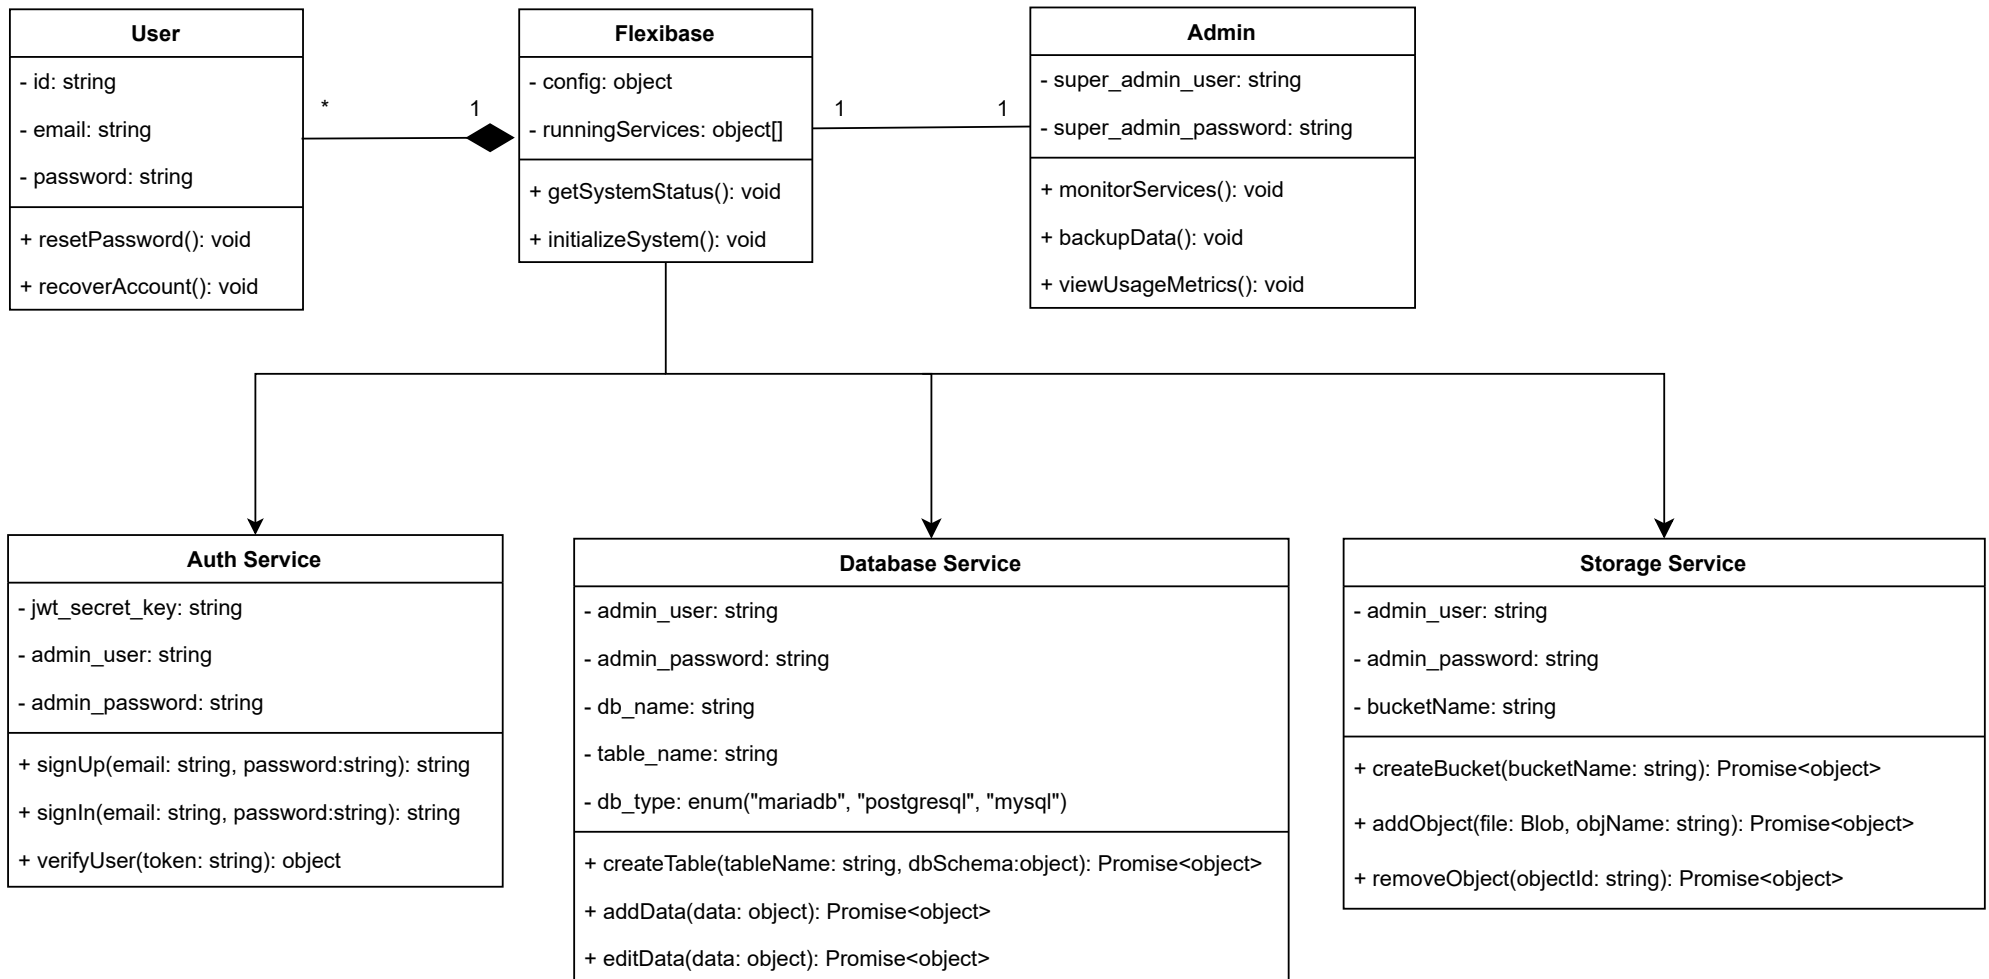 User
- id: string
- email: string
- password: string
+ resetPassword(): void
+ recoverAccount(): void
*
1
Flexibase
- config: object
- runningServices: object[]
+ getSystemStatus(): void
+ initializeSystem(): void
1
1
Admin
- super_admin_user: string
- super_admin_password: string
+ monitorServices(): void
+ backupData(): void
+ viewUsageMetrics(): void
Auth Service
- jwt_secret_key: string
- admin_user: string
- admin_password: string
+ signUp(email: string, password:string): string
+ signIn(email: string, password:string): string
+ verifyUser(token: string): object
Database Service
- admin_user: string
- admin_password: string
- db_name: string
- table_name: string
- db_type: enum("mariadb", "postgresql", "mysql")
+ createTable(tableName: string, dbSchema:object): Promise<object>
+ addData(data: object): Promise<object>
+ editData(data: object): Promise<object>
Storage Service
- admin_user: string
- admin_password: string
- bucketName: string
+ createBucket(bucketName: string): Promise<object>
+ addObject(file: Blob, objName: string): Promise<object>
+ removeObject(objectId: string): Promise<object>